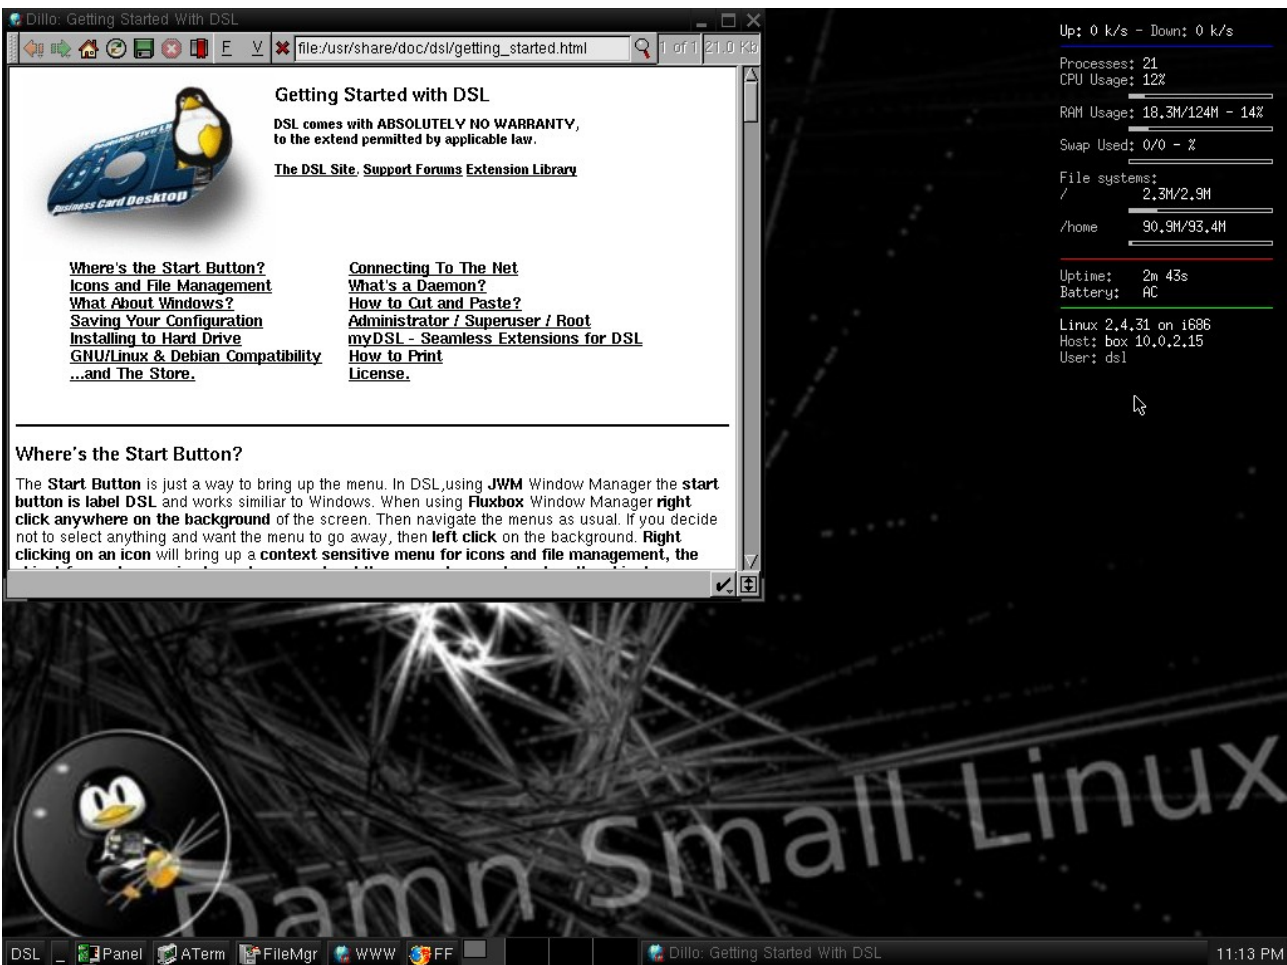 Dillo: Getting Started With DSL
F V file:/usr/share/doc/dsl/getting_started.html 1 of 1 21.0 Kb
Business Card Desktop
Getting Started with DSL
DSL comes with ABSOLUTELY NO WARRANTY,
to the extend permitted by applicable law.
The DSL Site. Support Forums Extension Library
Where's the Start Button?
Icons and File Management
What About Windows?
Saving Your Configuration
Installing to Hard Drive
GNU/Linux & Debian Compatibility
...and The Store.
Connecting To The Net
What's a Daemon?
How to Cut and Paste?
Administrator / Superuser / Root
myDSL - Seamless Extensions for DSL
How to Print
License.
Where's the Start Button?
The Start Button is just a way to bring up the menu. In DSL,using JWM Window Manager the start
button is label DSL and works similiar to Windows. When using Fluxbox Window Manager right
click anywhere on the background of the screen. Then navigate the menus as usual. If you decide
not to select anything and want the menu to go away, then left click on the background. Right
clicking on an icon will bring up a context sensitive menu for icons and file management, the
Up: 0 k/s - Down: 0 k/s
Processes: 21
CPU Usage: 12%
RAM Usage: 18.3M/124M - 14%
Swap Used: 0/0 - %
File systems:
/ 2.3M/2.9M
/home 90.9M/93.4M
Uptime: 2m 43s
Battery: AC
Linux 2.4.31 on i686
Host: box 10.0.2.15
User: dsl
Damn Small Linux
DSL _ Panel ATerm FileMgr WWW FF Dillo: Getting Started With DSL 11:13 PM